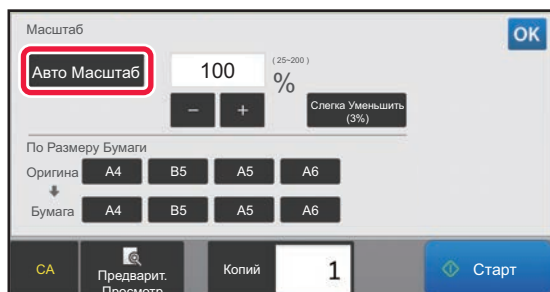 Масштаб
OK
Авто Масштаб
100
(25~200)
%
− +
Слегка Уменьшить
(3%)
По Размеру Бумаги
Оригина
A4 B5 A5 A6
Бумага
A4 B5 A5 A6
CA
Предварит.
Просмотр
Копий
1
Старт